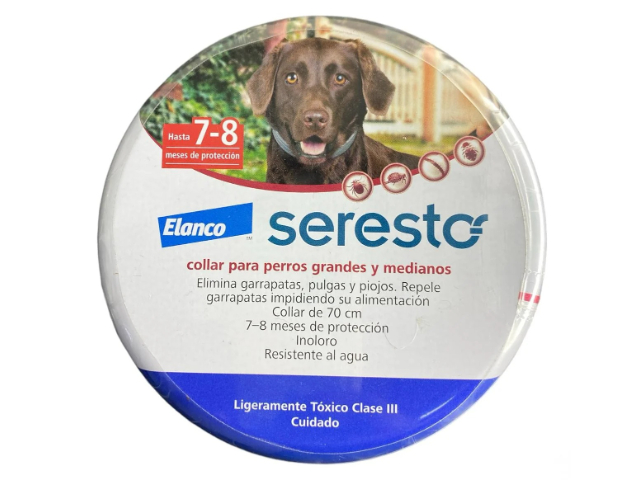 Hasta 7-8
meses de protección
Elanco
seresto
collar para perros grandes y medianos
Elimina garrapatas, pulgas y piojos. Repele
garrapatas impidiendo su alimentación
Collar de 70 cm
7–8 meses de protección
Inoloro
Resistente al agua
Ligeramente Tóxico Clase III
Cuidado